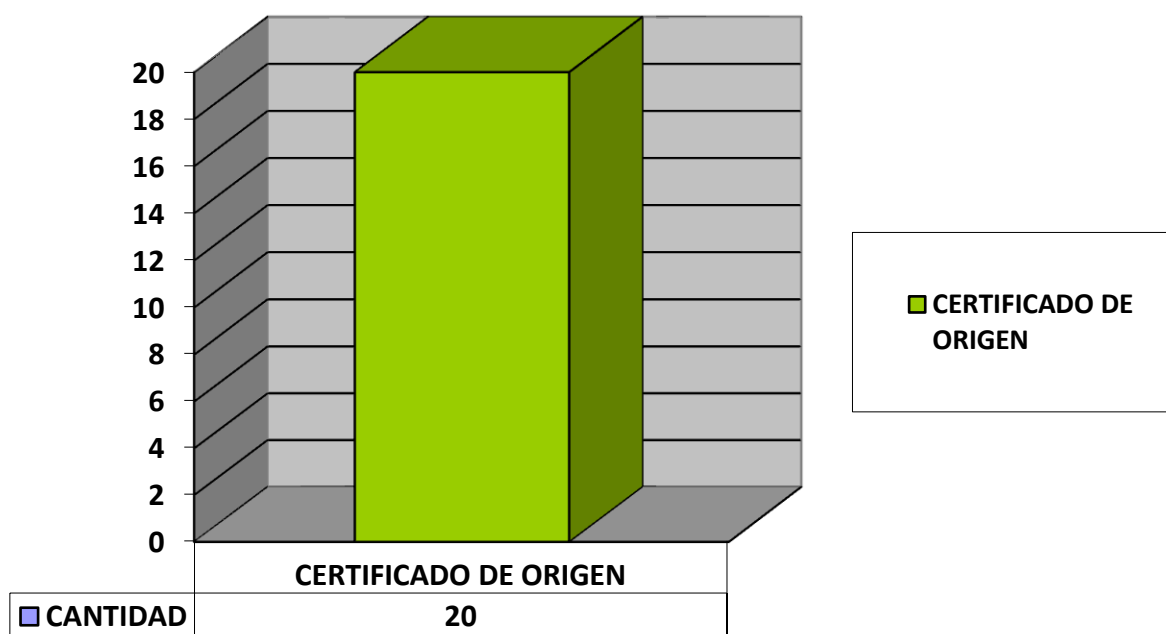 20
18
16
14
12
10
8
6
4
2
0
CERTIFICADO DE
ORIGEN
CERTIFICADO DE ORIGEN
CANTIDAD 20